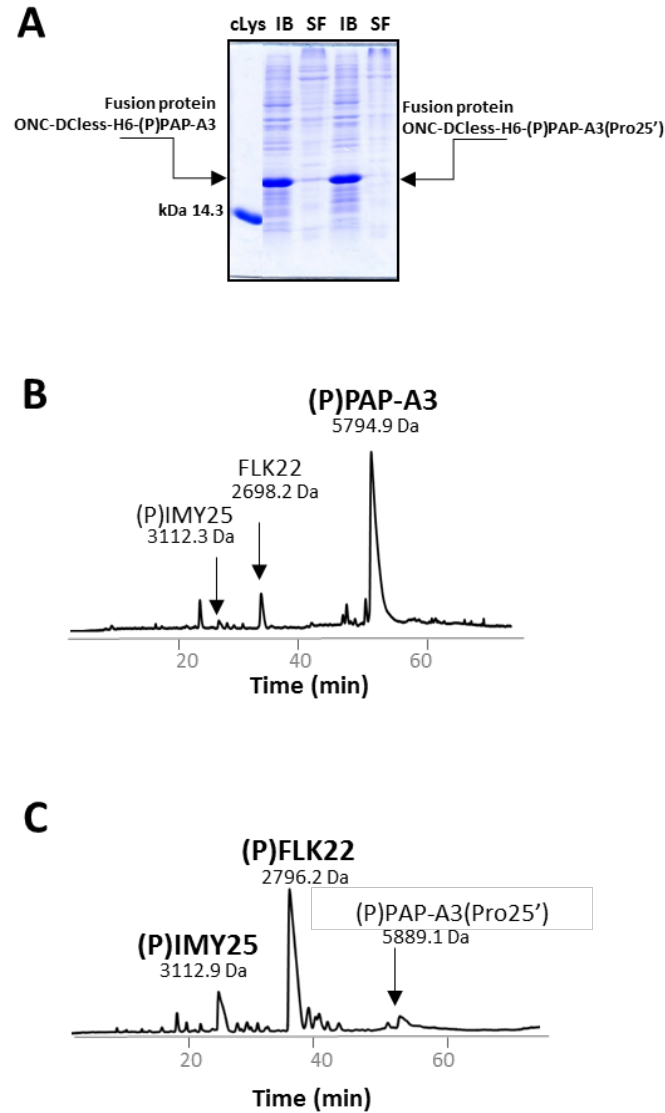 A
cLys IB SF IB SF
Fusion protein
ONC-DCless-H6-(P)PAP-A3
Fusion protein
ONC-DCless-H6-(P)PAP-A3(Pro25’)
kDa 14.3
B
(P)PAP-A3
5794.9 Da
FLK22
2698.2 Da
(P)IMY25
3112.3 Da
20 40 60
Time (min)
C
(P)FLK22
2796.2 Da
(P)PAP-A3(Pro25’)
5889.1 Da
(P)IMY25
3112.9 Da
20 40 60
Time (min)